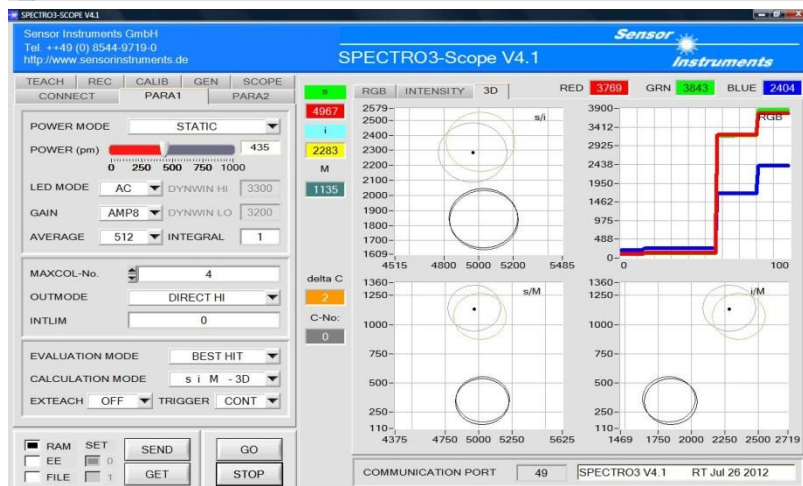 SPECTRO3-SCOPE V4.1
Sensor Instruments GmbH
Tel. ++49 (0) 8544-9719-0
http://www.sensorinstruments.de
SPECTRO3-Scope V4.1
Sensor
Instruments
TEACH REC CALIB GEN SCOPE
CONNECT PARA1 PARA2
POWER MODE STATIC
POWER (pm) 435
0 250 500 750 1000
LED MODE AC DYNWIN HI 3300
GAIN AMP8 DYNWIN LO 3200
AVERAGE 512 INTEGRAL 1
MAXCOL-No. 4
OUTMODE DIRECT HI
INTLIM 0
EVALUATION MODE BEST HIT
CALCULATION MODE s i M - 3D
EXTEACH OFF TRIGGER CONT
RAM SET
EE 0
FILE 1
SEND GO
GET STOP
s
4967
i
2283
M
1135
delta C
2
C-No:
0
RGB INTENSITY 3D
RED 3769 GRN 3843 BLUE 2404
s/i
2579
2500
2400
2300
2200
2100
2000
1900
1800
1700
1609
4515 4800 5000 5200 5485
RGB
3900
3412
2925
2438
1950
1462
975
488
0
0 100
s/M
1360
1250
1000
750
500
250
110
4375 4750 5000 5250 5625
i/M
1360
1250
1000
750
500
250
110
1469 1750 2000 2250 2500 2719
COMMUNICATION PORT 49 SPECTRO3 V4.1 RT Jul 26 2012